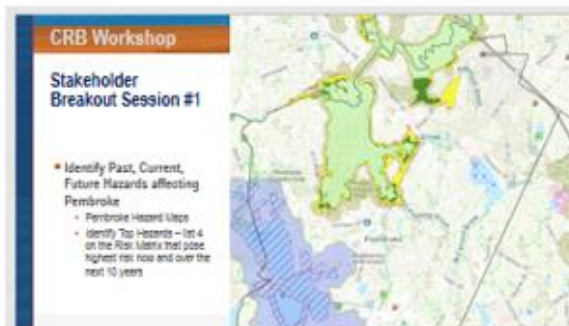 CRB Workshop
Stakeholder
Breakout Session #1
Identify Past, Current,
Future Hazards affecting
Pembroke
Pembroke Hazard Maps
Identify Top Hazards – list 4
on the Risk Matrix that pose
highest risk now and over the
next 10 years
Pembroke